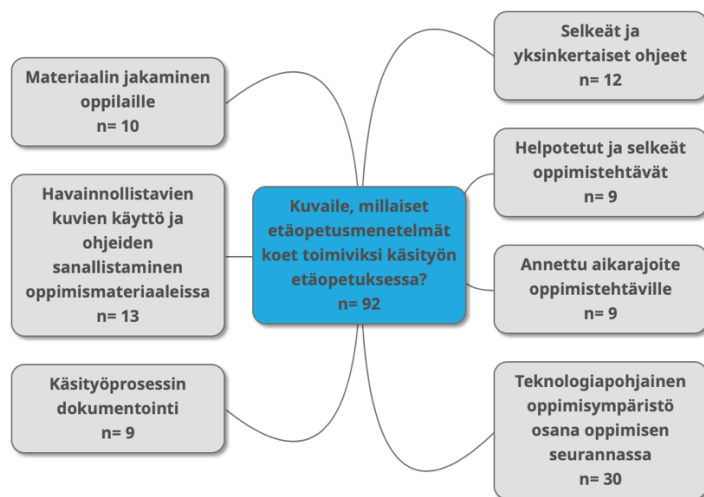 Materiaalin jakaminen
oppilaille
n= 10
Havainnollistavien
kuvien käyttö ja
ohjeiden
sanallistaminen
oppimismateriaaleissa
n= 13
Käsityöprosessin
dokumentointi
n= 9
Kuvaile, millaiset
etäopetusmenetelmät
koet toimiviksi käsityön
etäopetuksessa?
n= 92
Selkeät ja
yksinkertaiset ohjeet
n= 12
Helpotetut ja selkeät
oppimistehtävät
n= 9
Annettu aikarajoite
oppimistehtäville
n= 9
Teknologiapohjainen
oppimisympäristö
osana oppimisen
seurannassa
n= 30